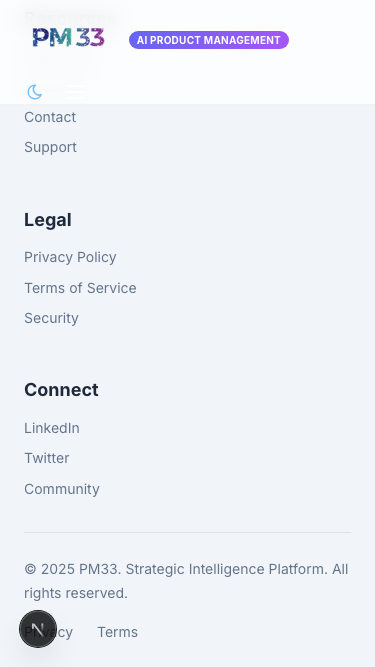 PM33
AI PRODUCT MANAGEMENT
Contact
Support
Legal
Privacy Policy
Terms of Service
Security
Connect
LinkedIn
Twitter
Community
© 2025 PM33. Strategic Intelligence Platform. All
rights reserved.
N
Privacy Terms